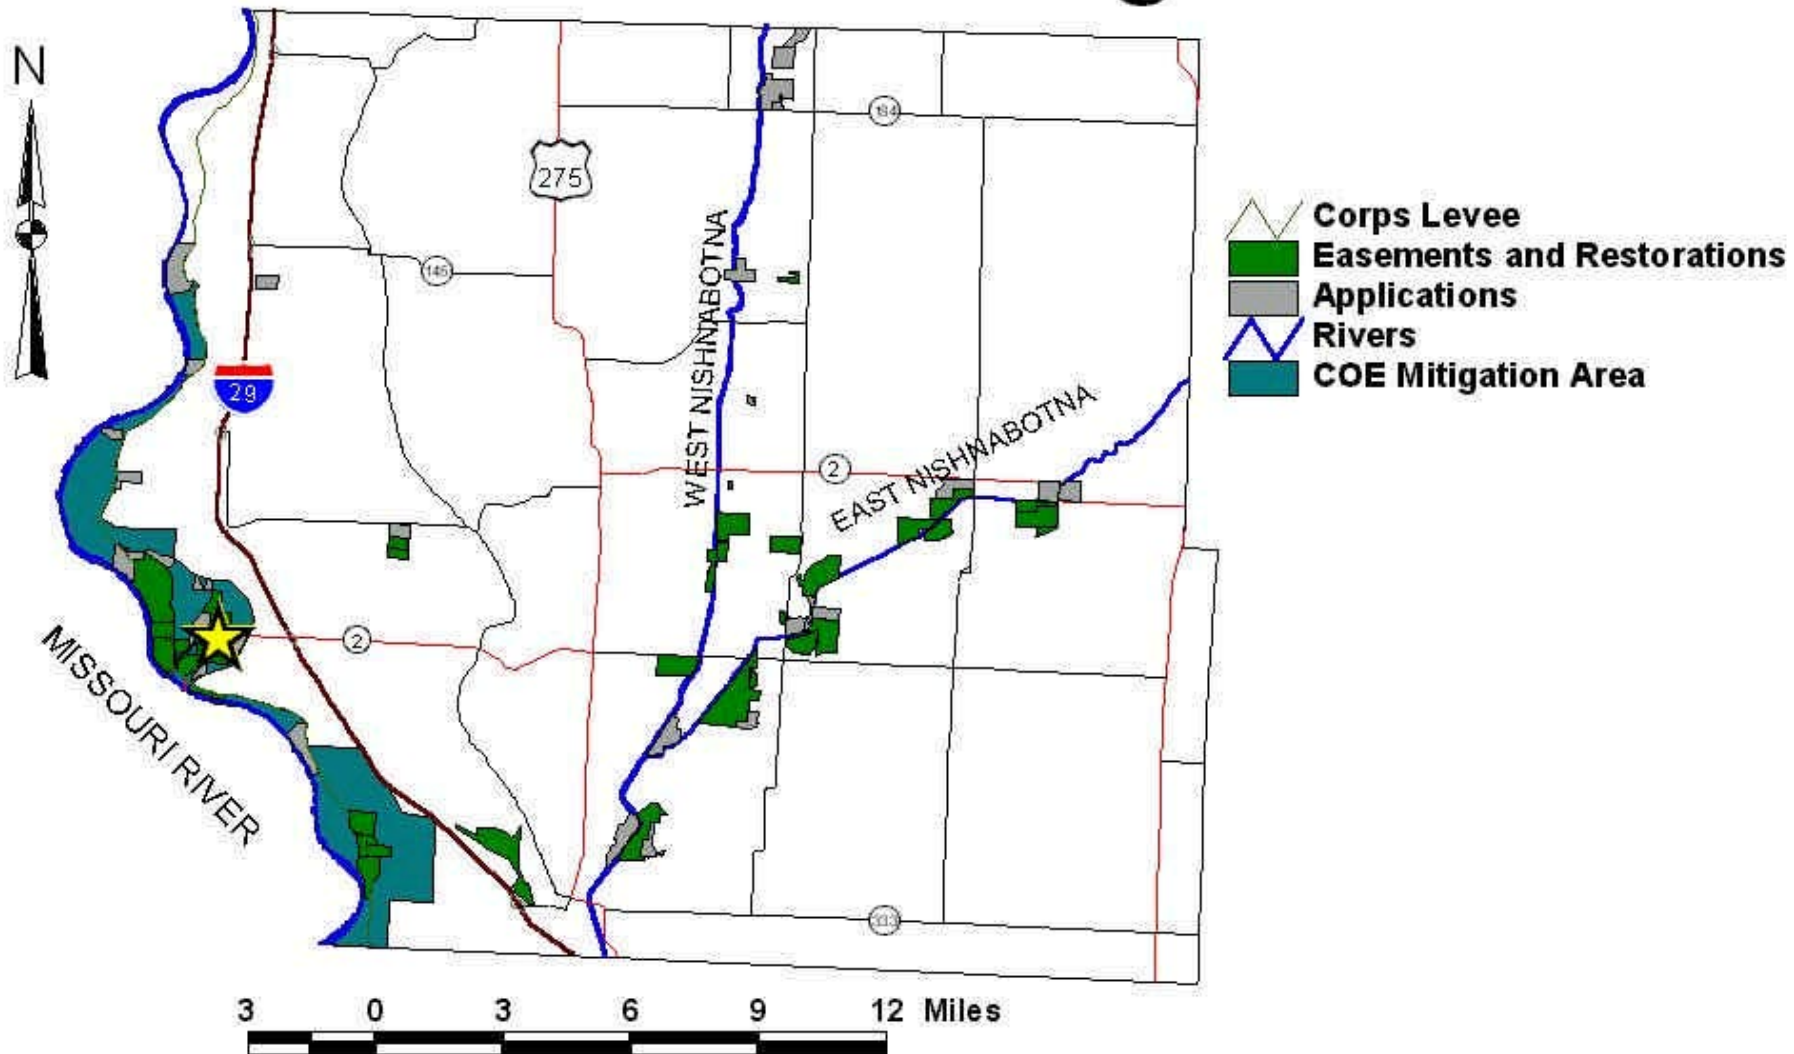 N
184
275
Corps Levee
Easements and Restorations
Applications
Rivers
COE Mitigation Area
WEST NISHNABOTNA
145
29
EAST NISHNABOTNA
2
2
MISSOURI RIVER
333
3 0 3 6 9 12 Miles